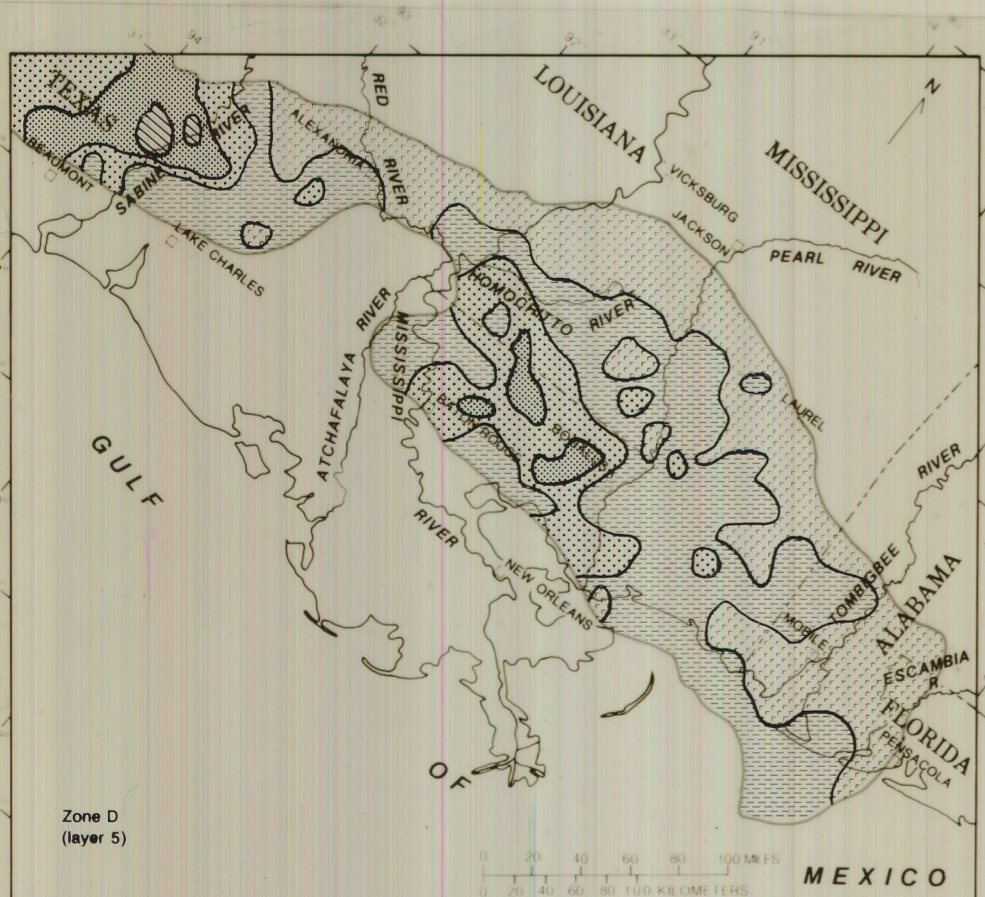 N
TEXAS
RED
RIVER
LOUISIANA
MISSISSIPPI
ALEXANDRIA
RIVER
BEAUMONT
SABINE
VICKSBURG
JACKSON
PEARL RIVER
LAKE CHARLES
HOMOCHITTO RIVER
RIVER
MISSISSIPPI
ATCHAFALAYA
BATON ROUGE
LAUREL
GULF
RIVER
RIVER
NEW ORLEANS
TOMBIGBEE
MOBILE
ALABAMA
ESCAMBIA
R.
FLORIDA
PENSACOLA
OF
Zone D
(layer 5)
0 20 40 60 80 100 MILES
0 20 40 60 80 100 KILOMETERS
MEXICO